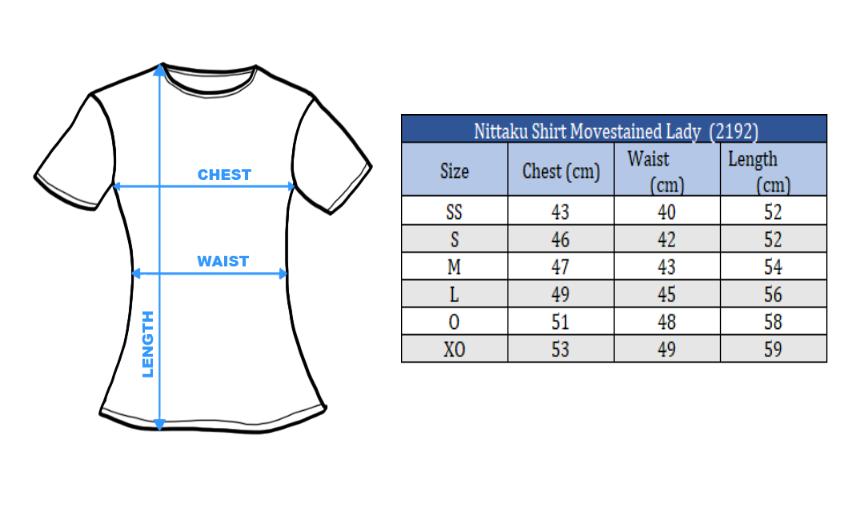 CHEST
WAIST
LENGTH
Nittaku Shirt Movestained Lady (2192)
Size Chest (cm) Waist (cm) Length (cm)
SS 43 40 52
S 46 42 52
M 47 43 54
L 49 45 56
O 51 48 58
XO 53 49 59